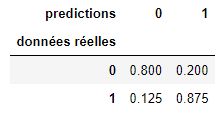 predictions 0 1
données réelles
0 0.800 0.200
1 0.125 0.875